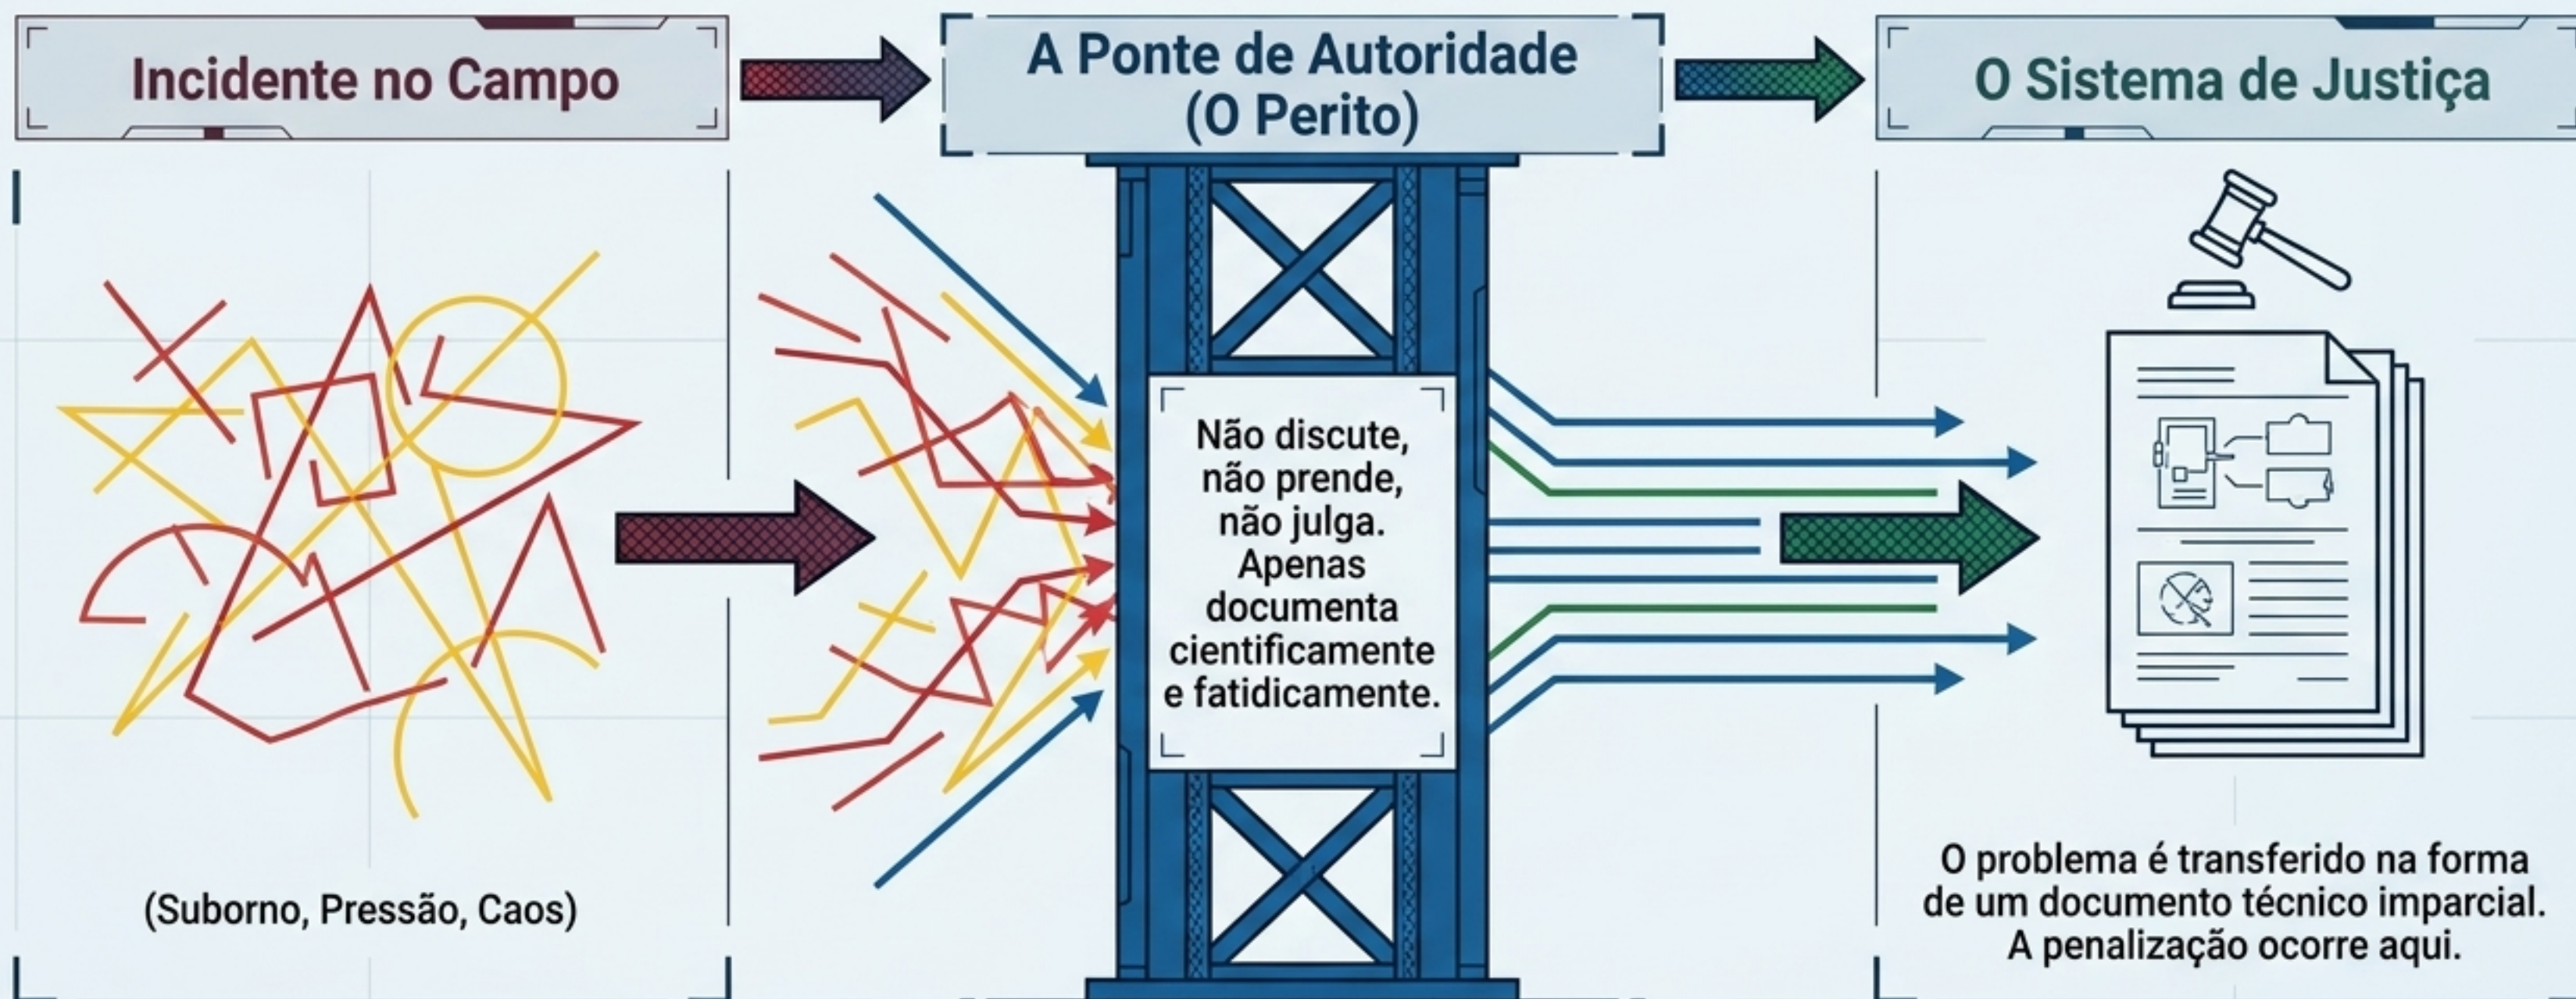 Incidente no Campo
A Ponte de Autoridade
(O Perito)
O Sistema de Justiça
Não discute,
não prende,
não julga.
Apenas
documenta
cientificamente
e fatidicamente.
(Suborno, Pressão, Caos)
O problema é transferido na forma
de um documento técnico imparcial.
A penalização ocorre aqui.